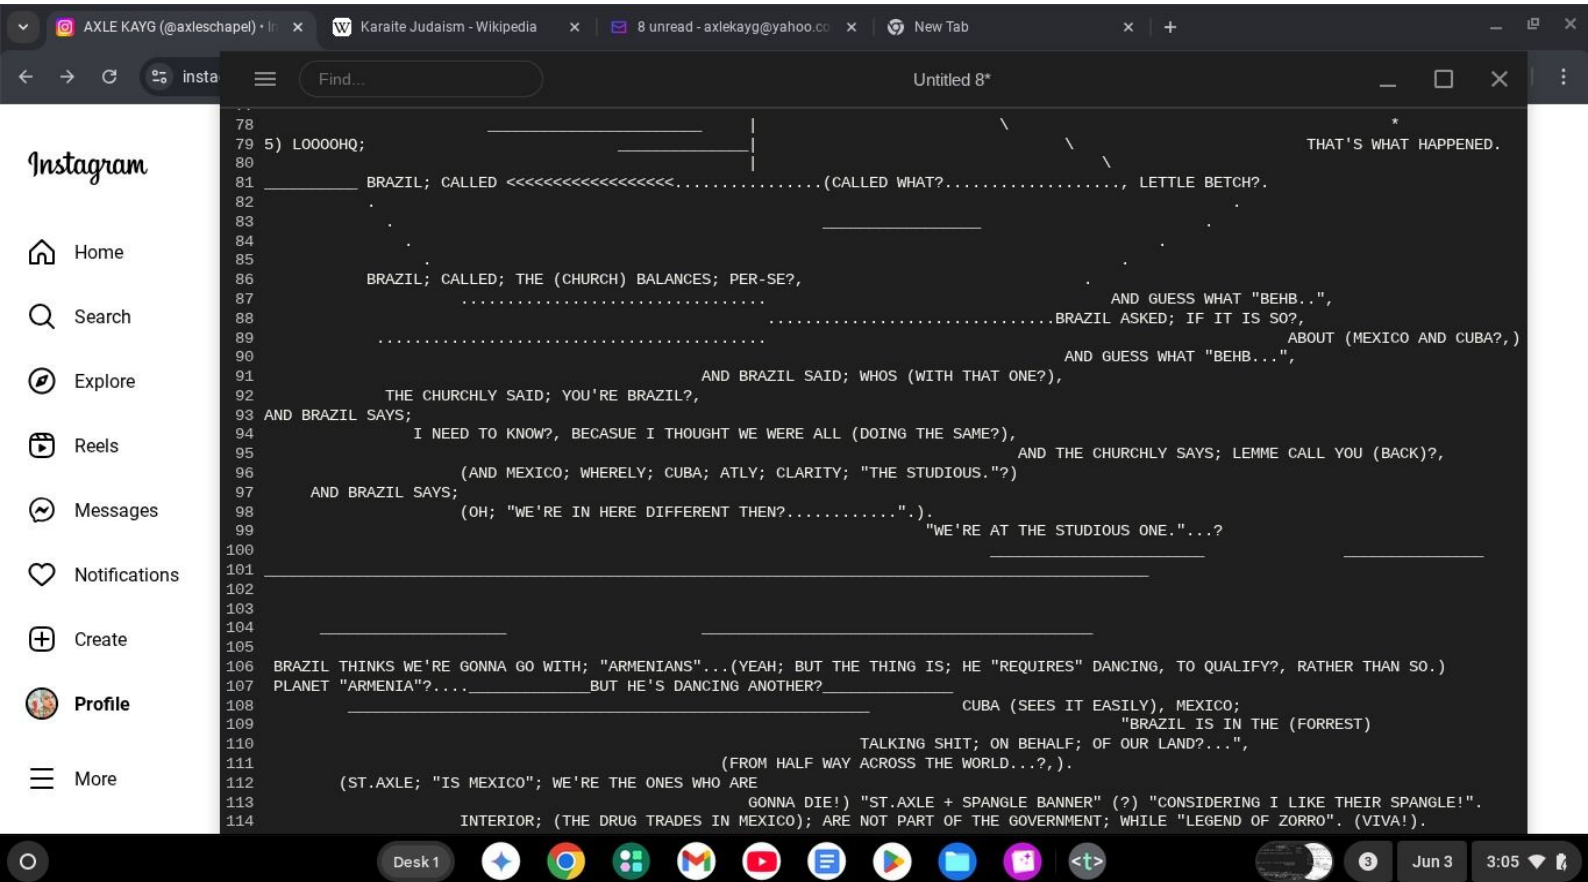 AXLE KAYG (@axleschapel) • In
Karaite Judaism - Wikipedia
8 unread - axlekayg@yahoo.co
New Tab
insta
Find...
Untitled 8*
Instagram
Home
Search
Explore
Reels
Messages
Notifications
Create
Profile
More
78 _______________________ | \ *
79 5) LOOOOHQ; ______________| \ THAT'S WHAT HAPPENED.
80 | \
81 __________ BRAZIL; CALLED <<<<<<<<<<<<<<<<<<................(CALLED WHAT?..................., LETTLE BETCH?.
82 . .
83 . _________________ .
84 . .
85 . .
86 BRAZIL; CALLED; THE (CHURCH) BALANCES; PER-SE?, .
87 ................................. AND GUESS WHAT "BEHB..",
88 ...............................BRAZIL ASKED; IF IT IS SO?,
89 .......................................... ABOUT (MEXICO AND CUBA?,)
90 AND GUESS WHAT "BEHB...",
91 AND BRAZIL SAID; WHOS (WITH THAT ONE?),
92 THE CHURCHLY SAID; YOU'RE BRAZIL?,
93 AND BRAZIL SAYS;
94 I NEED TO KNOW?, BECASUE I THOUGHT WE WERE ALL (DOING THE SAME?),
95 AND THE CHURCHLY SAYS; LEMME CALL YOU (BACK)?,
96 (AND MEXICO; WHERELY; CUBA; ATLY; CLARITY; "THE STUDIOUS."?)
97 AND BRAZIL SAYS;
98 (OH; "WE'RE IN HERE DIFFERENT THEN?............".).
99 "WE'RE AT THE STUDIOUS ONE."...?
100 _______________________ _______________
101 _______________________________________________________________________________________________
102
103
104 ____________________ __________________________________________
105
106 BRAZIL THINKS WE'RE GONNA GO WITH; "ARMENIANS"...(YEAH; BUT THE THING IS; HE "REQUIRES" DANCING, TO QUALIFY?, RATHER THAN SO.)
107 PLANET "ARMENIA"?...._____________BUT HE'S DANCING ANOTHER?______________
108 ________________________________________________________ CUBA (SEES IT EASILY), MEXICO;
109 "BRAZIL IS IN THE (FORREST)
110 TALKING SHIT; ON BEHALF; OF OUR LAND?...",
111 (FROM HALF WAY ACROSS THE WORLD...?,).
112 (ST.AXLE; "IS MEXICO"; WE'RE THE ONES WHO ARE
113 GONNA DIE!) "ST.AXLE + SPANGLE BANNER" (?) "CONSIDERING I LIKE THEIR SPANGLE!".
114 INTERIOR; (THE DRUG TRADES IN MEXICO); ARE NOT PART OF THE GOVERNMENT; WHILE "LEGEND OF ZORRO". (VIVA!).
Desk 1
<t>
3
Jun 3
3:05